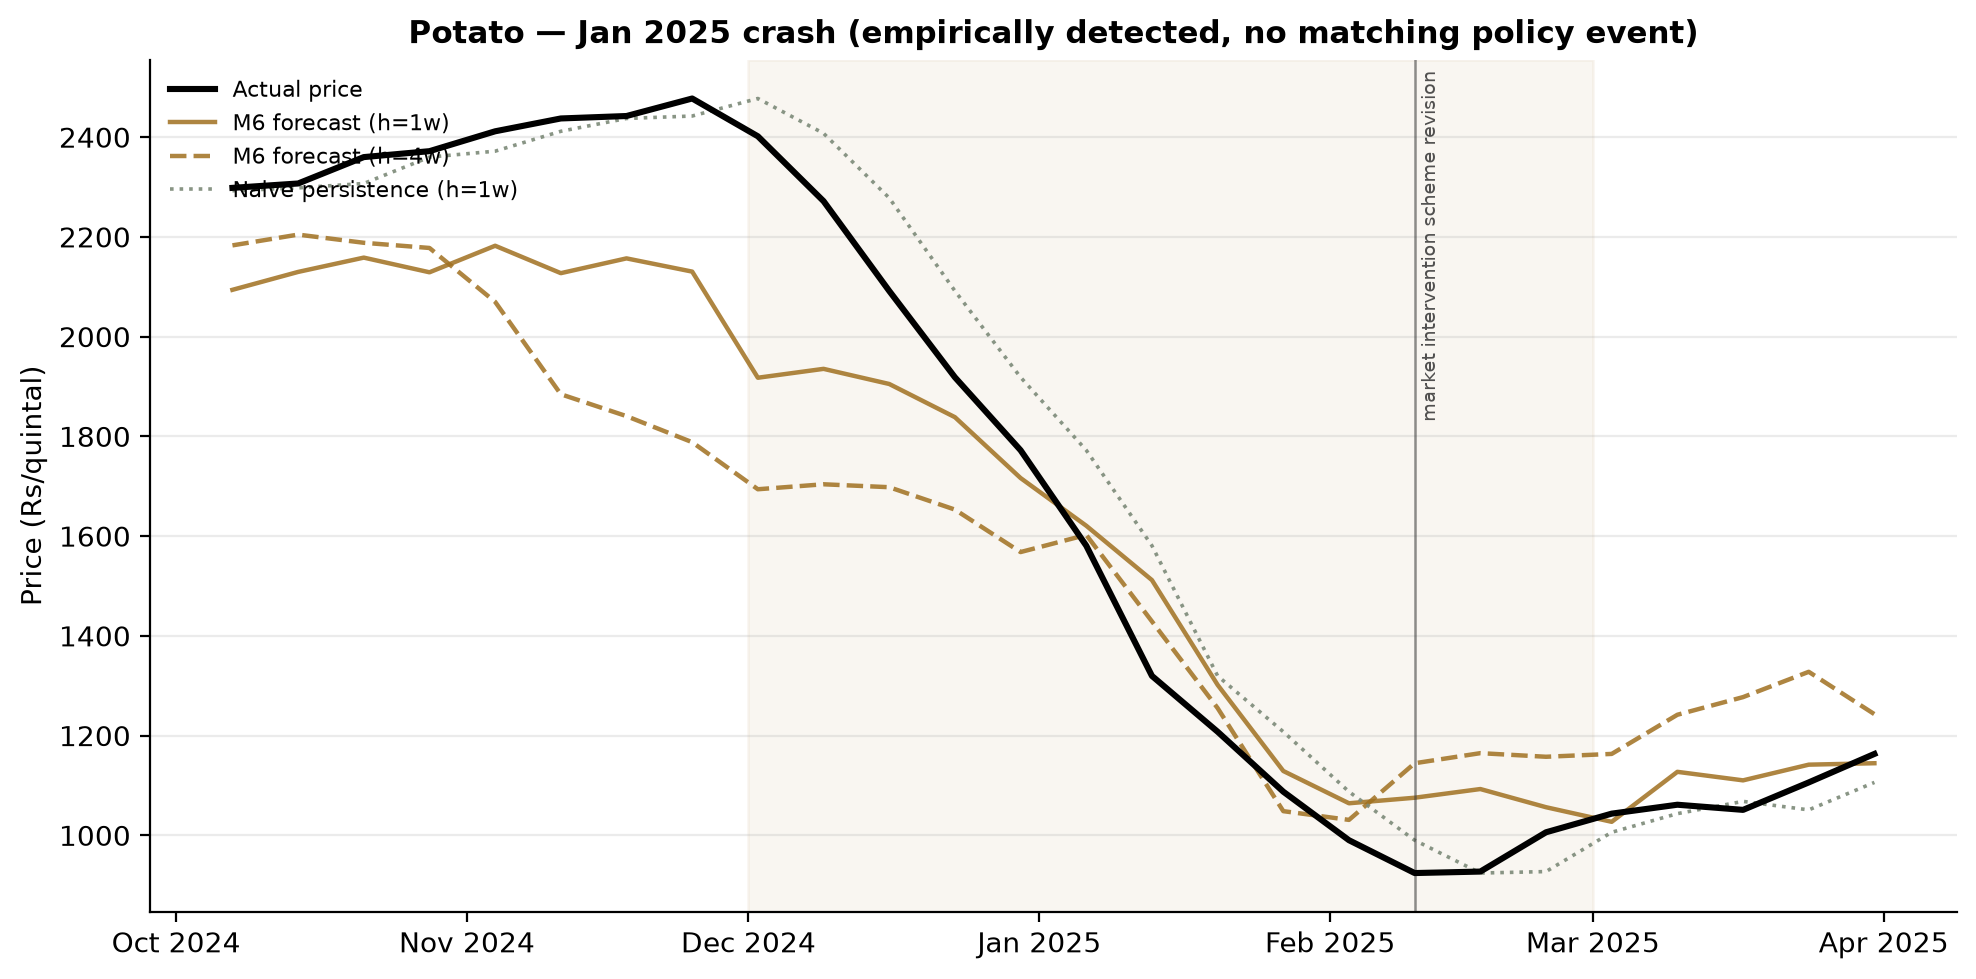 Potato — Jan 2025 crash (empirically detected, no matching policy event)
Actual price
M6 forecast (h=1w)
M6 forecast (h=4w)
Naive persistence (h=1w)
market intervention scheme revision
Price (Rs/quintal)
2400
2200
2000
1800
1600
1400
1200
1000
Oct 2024
Nov 2024
Dec 2024
Jan 2025
Feb 2025
Mar 2025
Apr 2025